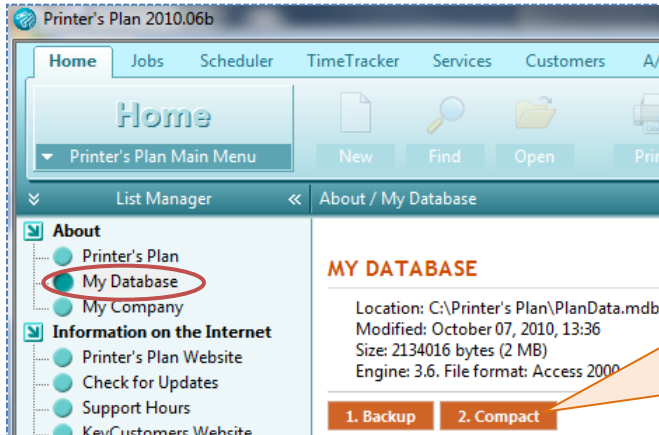 Printer's Plan 2010.06b
Home Jobs Scheduler TimeTracker Services Customers A/
Home
Printer's Plan Main Menu
New Find Open Prin
List Manager
About / My Database
About
Printer's Plan
My Database
My Company
Information on the Internet
Printer's Plan Website
Check for Updates
Support Hours
KeyCustomers Website
MY DATABASE
Location: C:\Printer's Plan\PlanData.mdb
Modified: October 07, 2010, 13:36
Size: 2134016 bytes (2 MB)
Engine: 3.6. File format: Access 2000
1. Backup 2. Compact